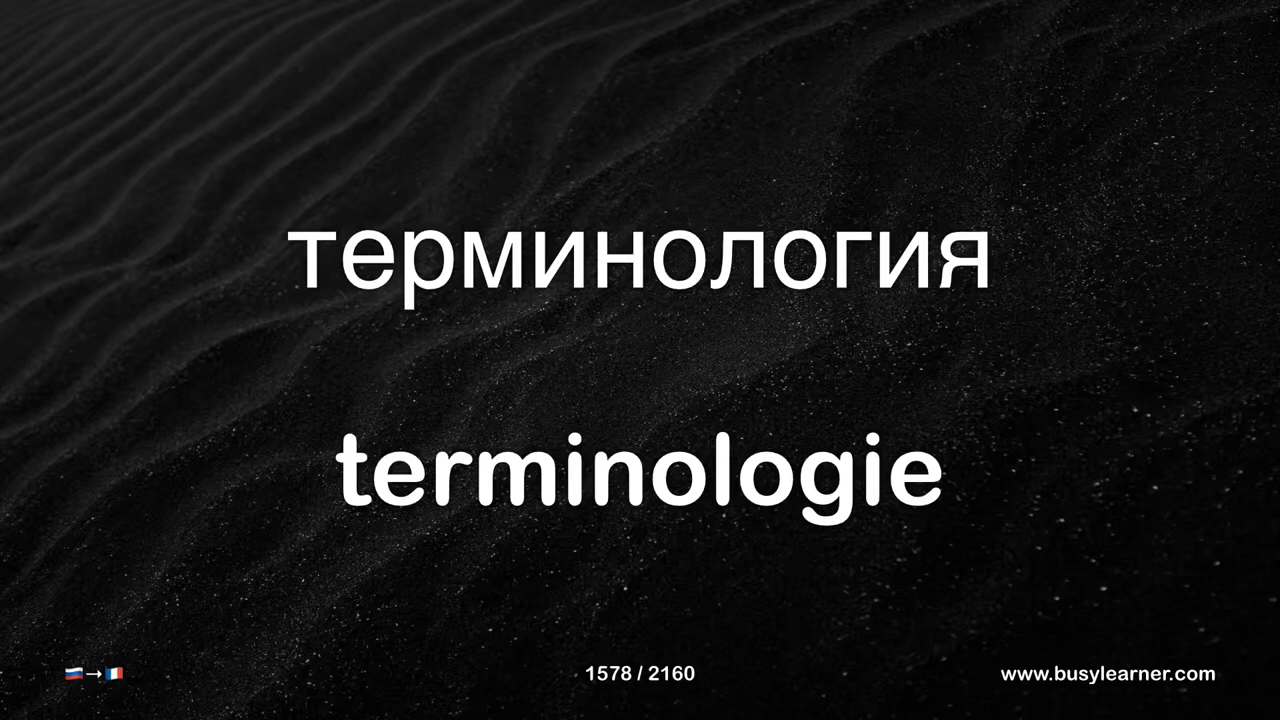 терминология
terminologie
🇷🇺→🇫🇷
1578 / 2160
www.busylearner.com